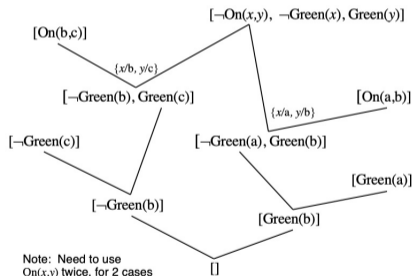 [¬On(x,y), ¬Green(x), Green(y)]
[On(b,c)]
{x/b, y/c}
[¬Green(b), Green(c)]
[On(a,b)]
{x/a, y/b}
[¬Green(c)]
[¬Green(a), Green(b)]
[Green(a)]
[¬Green(b)]
[Green(b)]
Note: Need to use
On(x,y) twice, for 2 cases
[]